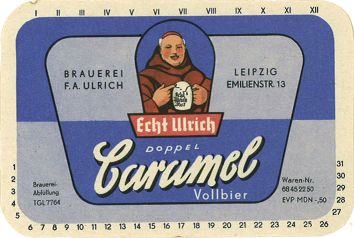 I II III IV V VI VII VIII IX X XI XII
BRAUEREI
F. A. ULRICH
LEIPZIG
EMILIENSTR. 13
Echt Ulrich
DOPPEL
Caramel
Vollbier
Brauerei-
Abfüllung
TGL 7764
Waren-Nr.
68 45 22 50
EVP MDN -,50
1
2
3
4
5
6 7 8 9 10 11 12 13 14 15 16 17 18 19 20 21 22 23 24 25 26
31
30
29
28
27